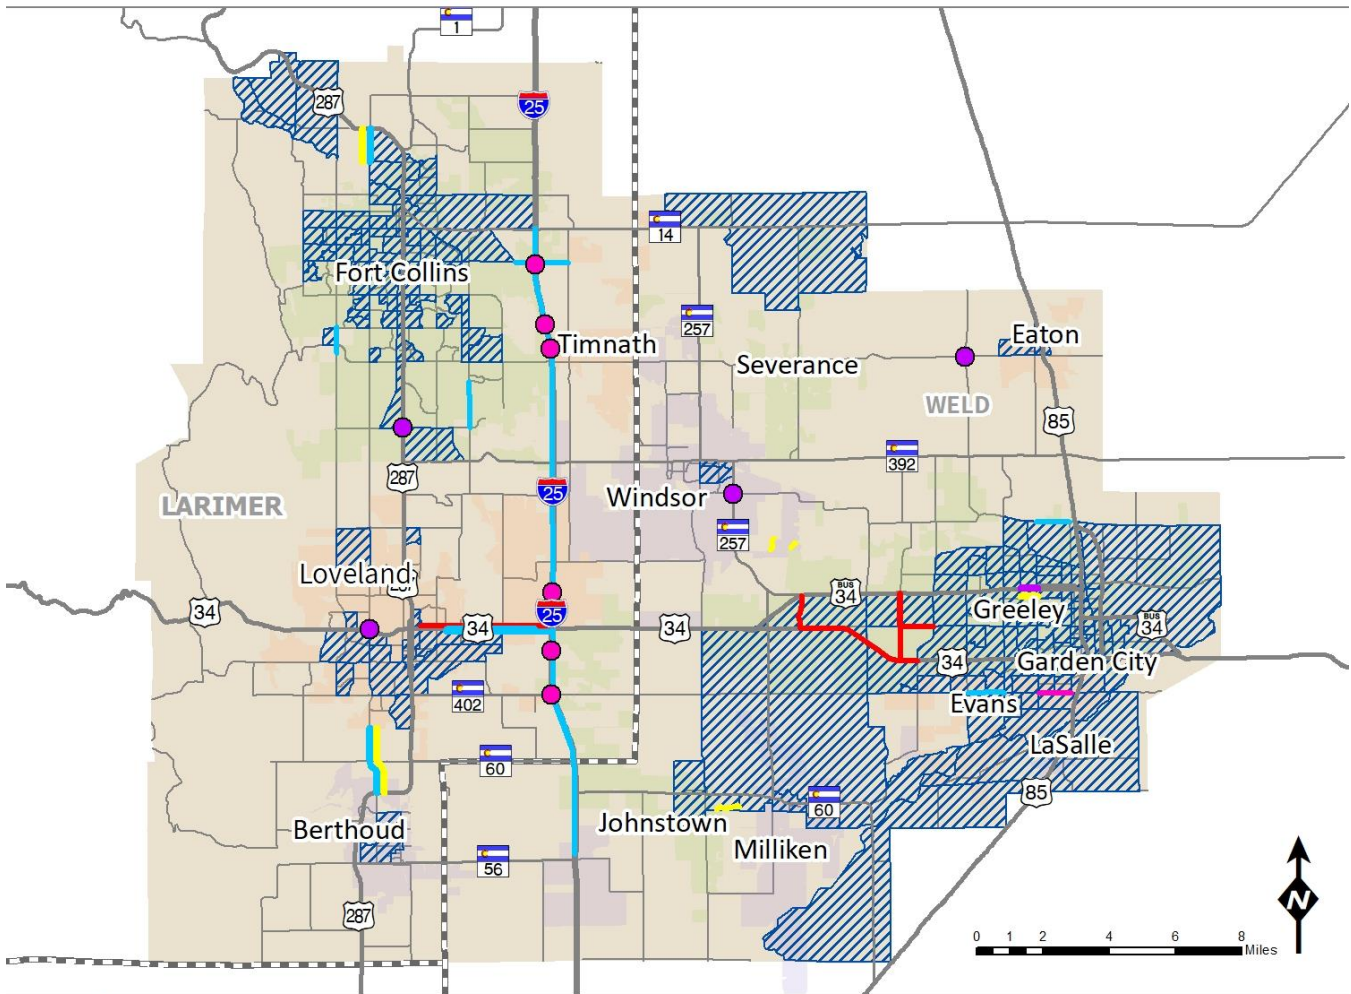 1
287
25
14
Fort Collins
257
Eaton
Timnath
Severance
WELD
85
392
287
25
LARIMER
Windsor
257
Loveland
BUS
34
25
34
34
34
Greeley
BUS
34
34
Garden City
402
Evans
60
LaSalle
60
85
Johnstown
Berthoud
Milliken
56
287
N
0 1 2 4 6 8
Miles